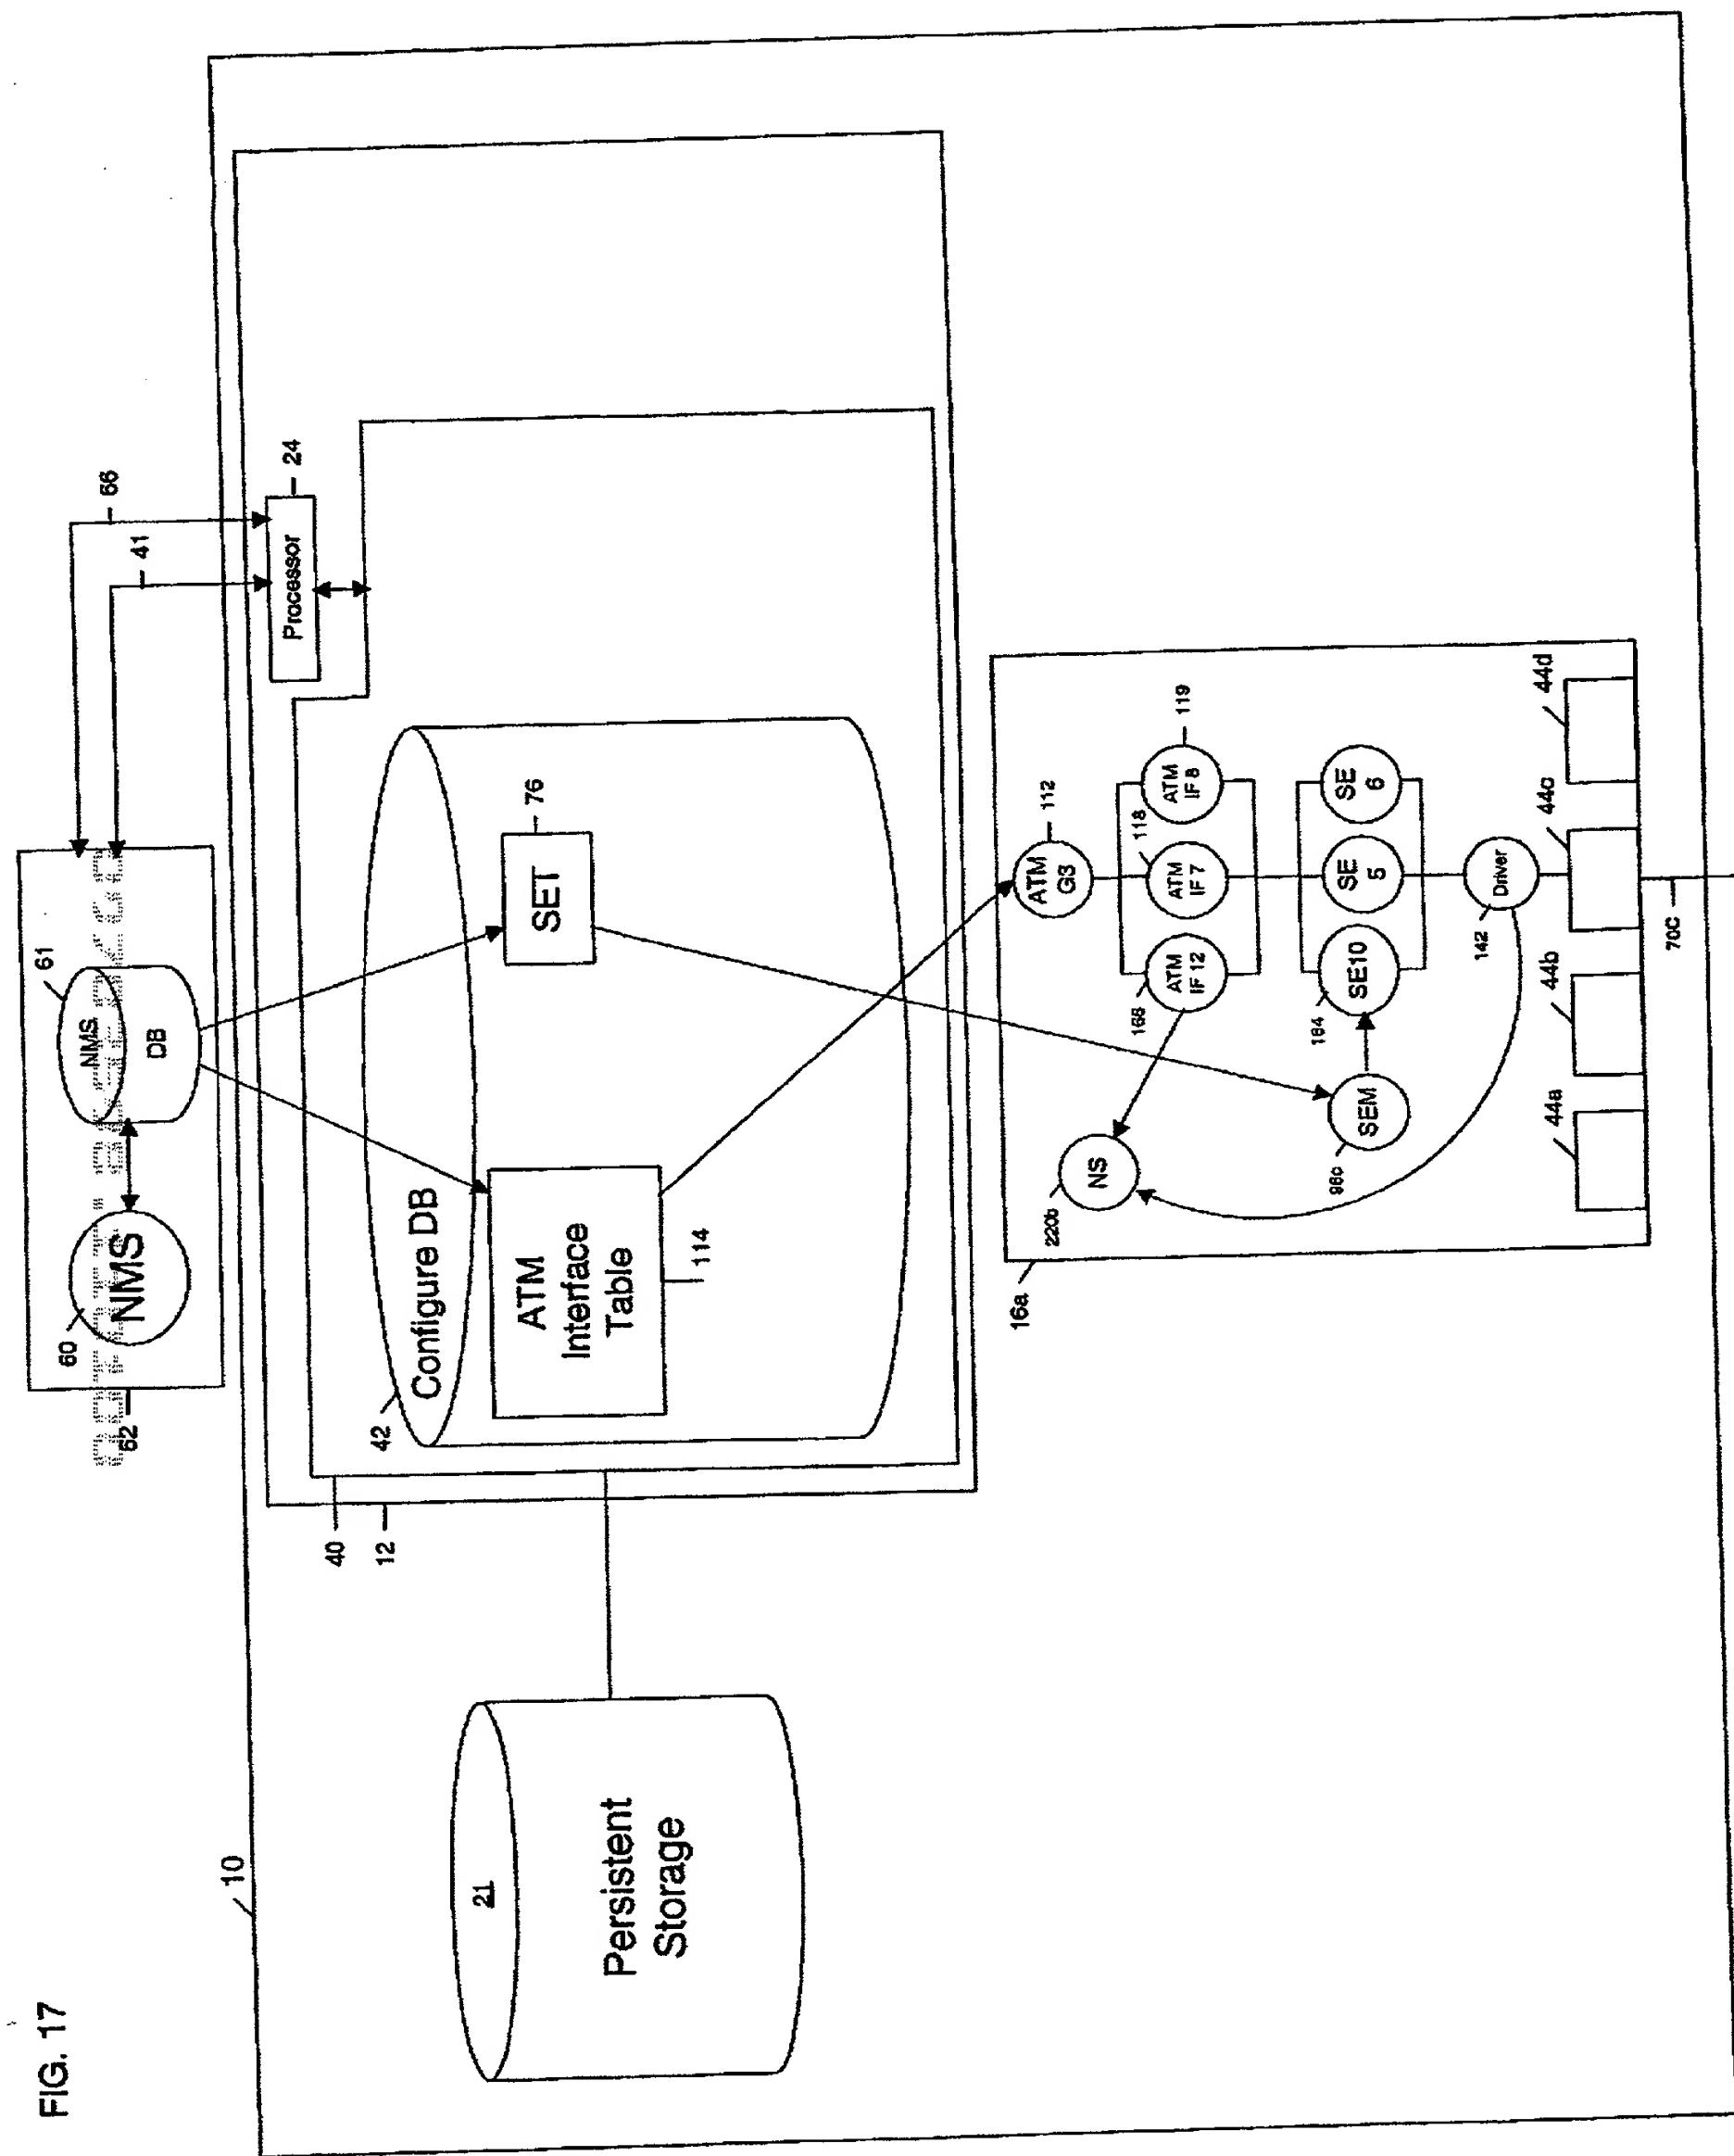 FIG. 17
62
60
NMS
61
NMS
DB
66
41
10
12
40
Processor
24
21
Persistent
Storage
42
Configure DB
ATM
Interface
Table
114
SET
76
16a
220b
NS
ATM
G3
112
168
ATM
IF 12
118
ATM
IF 7
ATM
IF 8
119
96c
SEM
164
SE10
SE
5
SE
6
142
Driver
44a
44b
44c
44d
70C